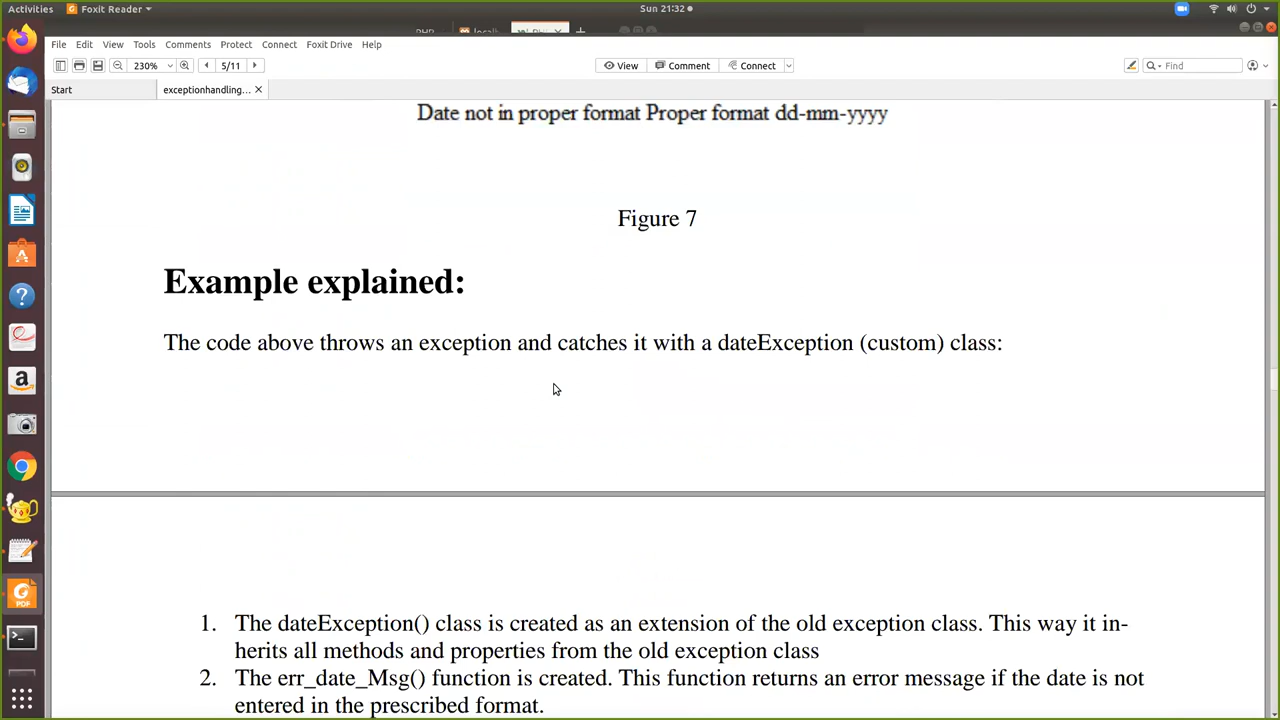 Activities
Foxit Reader
Sun 21:32
File Edit View Tools Comments Protect Connect Foxit Drive Help
230% 5/11 View Comment Connect Find
Start exceptionhandling...
Date not in proper format Proper format dd-mm-yyyy
Figure 7
Example explained:
The code above throws an exception and catches it with a dateException (custom) class:
1. The dateException() class is created as an extension of the old exception class. This way it in-
herits all methods and properties from the old exception class
2. The err_date_Msg() function is created. This function returns an error message if the date is not
entered in the prescribed format.